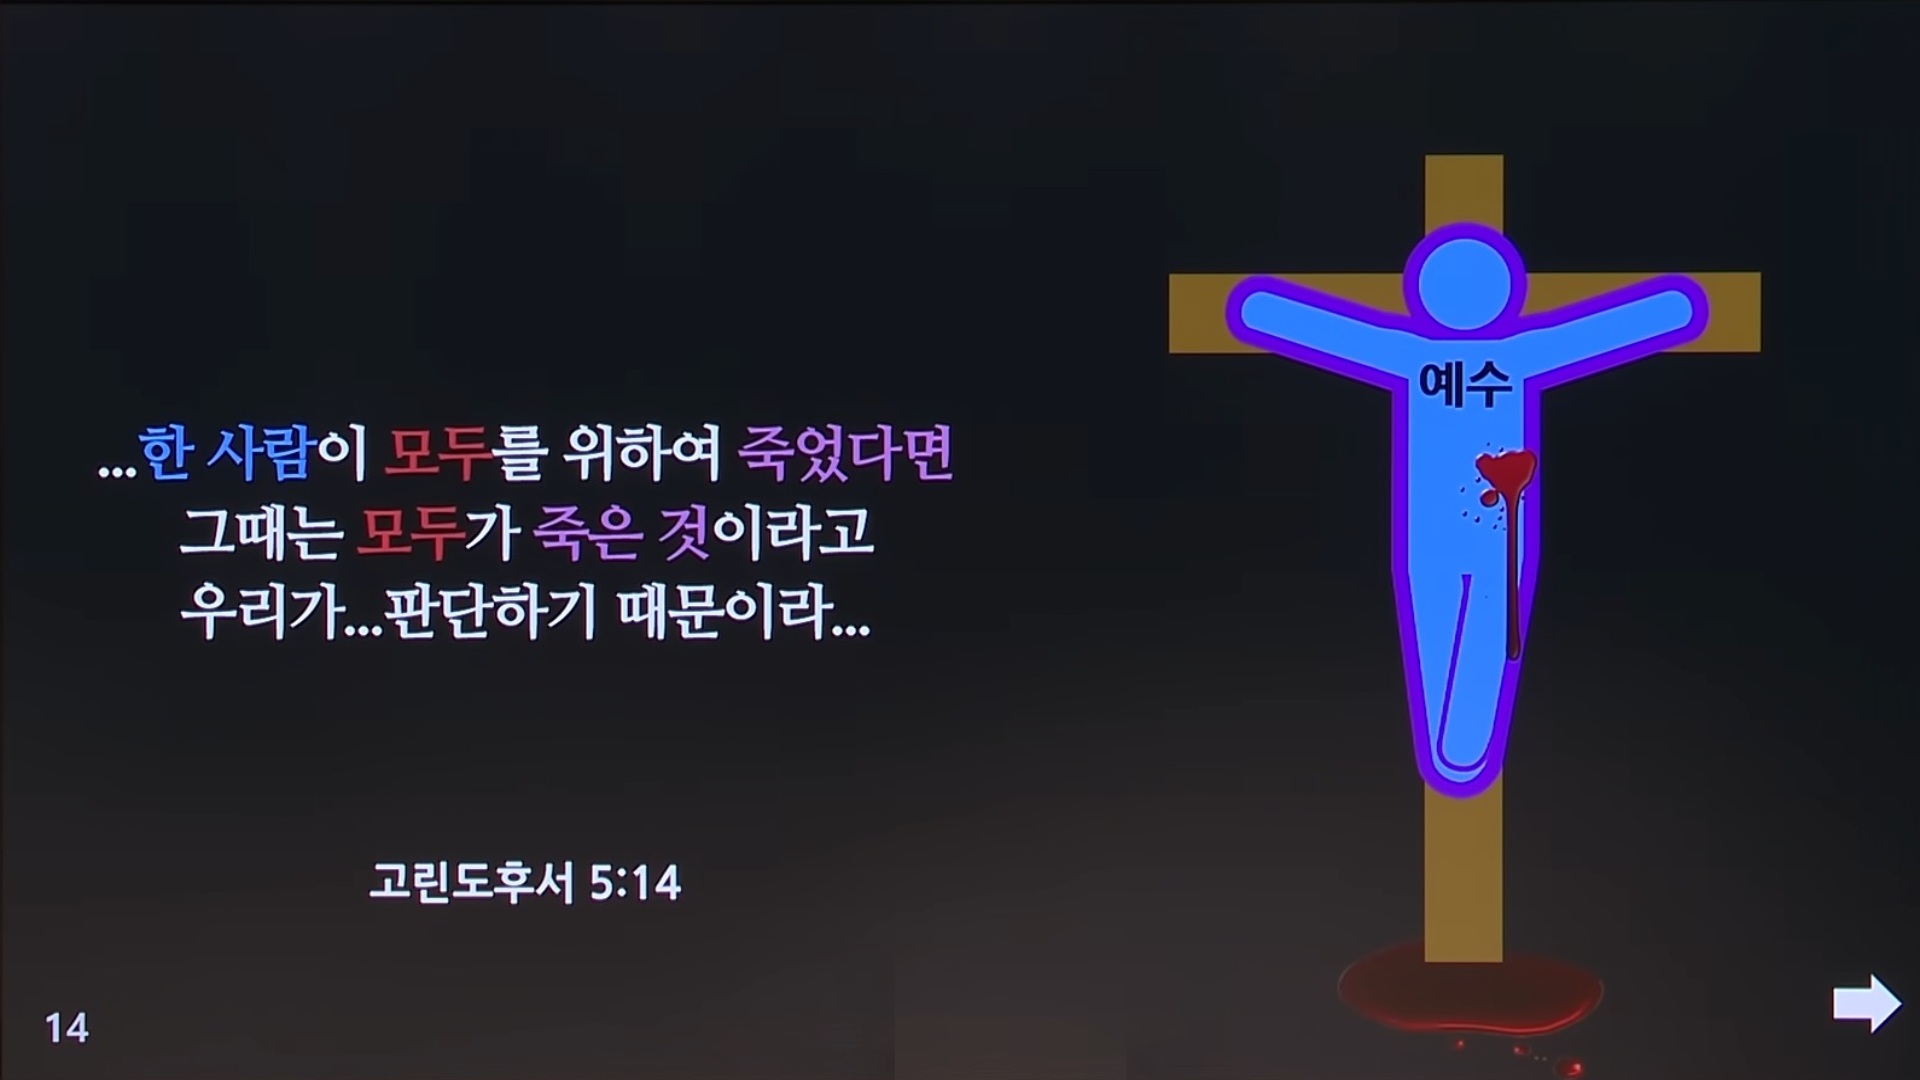 ...한 사람이 모두를 위하여 죽었다면
그때는 모두가 죽은 것이라고
우리가...판단하기 때문이라...
고린도후서 5:14
예수
14